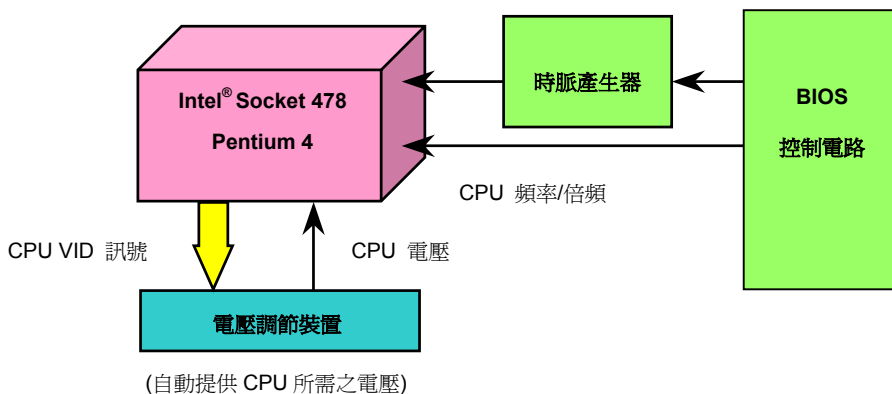 Intel® Socket 478
Pentium 4
時脈產生器
BIOS
控制電路
CPU 頻率/倍頻
CPU VID 訊號
CPU 電壓
電壓調節裝置
(自動提供 CPU 所需之電壓)